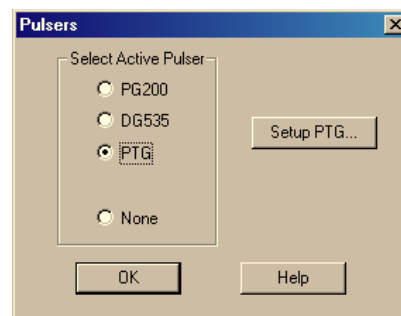 Pulsers
Select Active Pulser
PG200
DG535
PTG
Setup PTG...
None
OK
Help